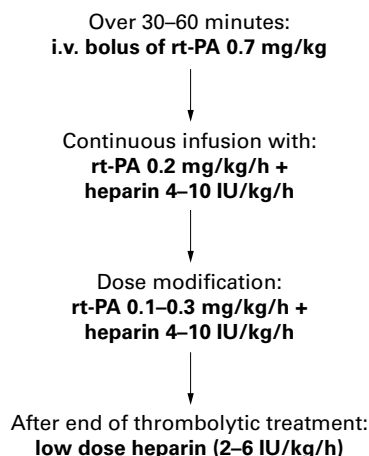 Over 30–60 minutes:
i.v. bolus of rt-PA 0.7 mg/kg
Continuous infusion with:
rt-PA 0.2 mg/kg/h +
heparin 4–10 IU/kg/h
Dose modification:
rt-PA 0.1–0.3 mg/kg/h +
heparin 4–10 IU/kg/h
After end of thrombolytic treatment:
low dose heparin (2–6 IU/kg/h)